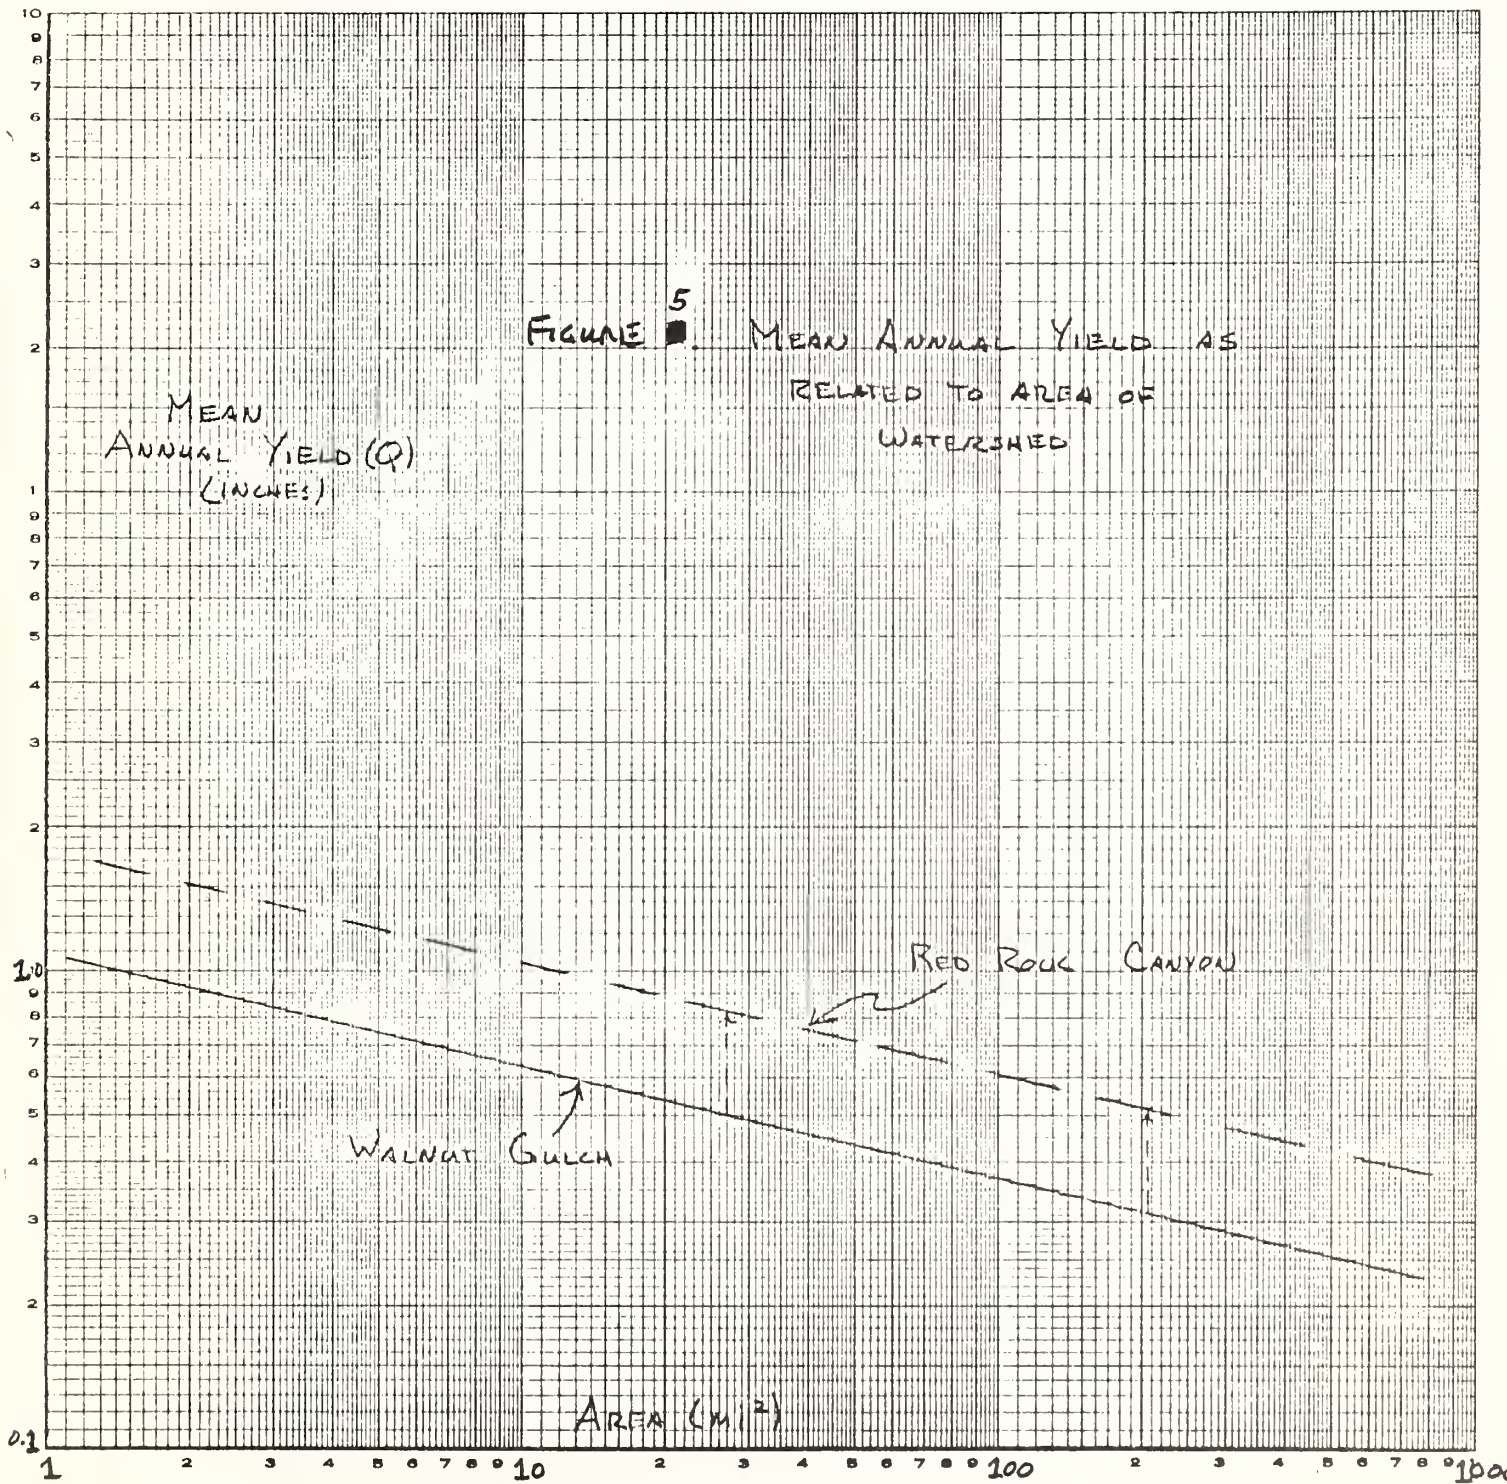 10
9
8
7
6
5
4
3
2
1
9
8
7
6
5
4
3
2
1.0
9
8
7
6
5
4
3
2
0.1
5
FIGURE . MEAN ANNUAL YIELD AS
RELATED TO AREA OF
WATERSHED
MEAN
ANNUAL YIELD (Q)
(INCHES)
RED ROCK CANYON
WALNUT GULCH
AREA (MI²)
1 2 3 4 5 6 7 8 9 10 2 3 4 5 6 7 8 9 100 2 3 4 5 6 7 8 9 1000